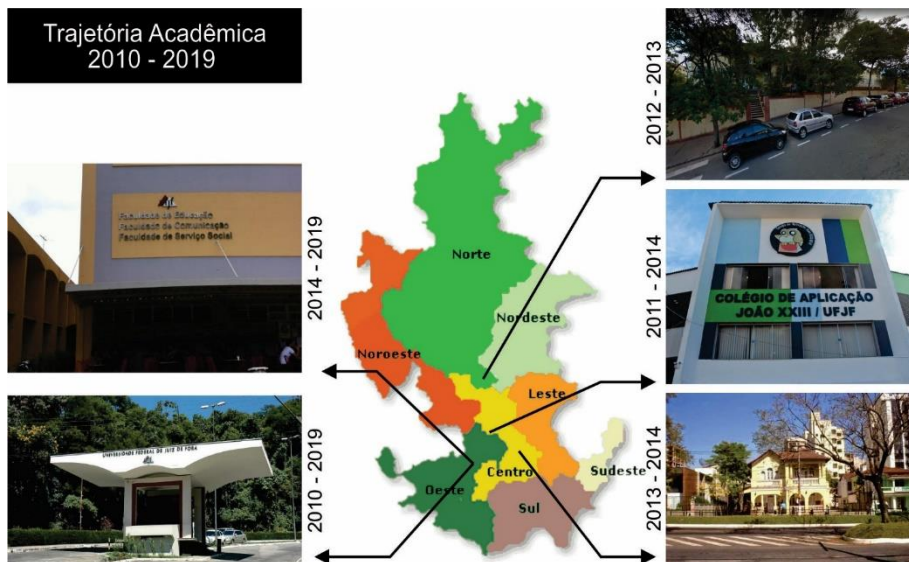 Trajetória Acadêmica
2010 - 2019
Faculdade de Educação
Faculdade de Comunicação
Faculdade de Serviço Social
2014 - 2019
UNIVERSIDADE FEDERAL DE JUIZ DE FORA
2010 - 2019
Norte
Nordeste
Noroeste
Leste
Centro
Sudeste
Oeste
Sul
2012 - 2013
2011 - 2014
COLÉGIO DE APLICAÇÃO
JOÃO XXIII / UFJF
2013 - 2014